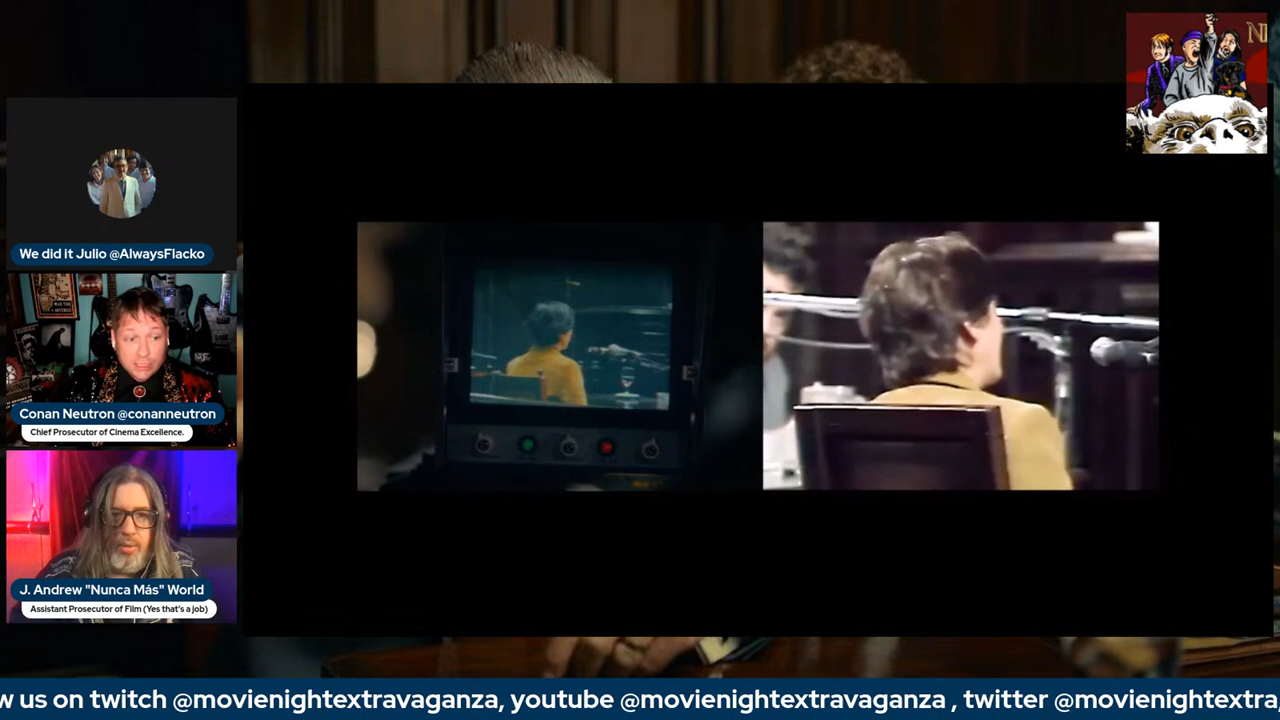 We did it Julio @AlwaysFlacko
Conan Neutron @conanneutron
Chief Prosecutor of Cinema Excellence.
J. Andrew "Nunca Más" World
Assistant Prosecutor of Film (Yes that's a job)
w us on twitch @movienightextravaganza, youtube @movienightextravaganza , twitter @movienightextra